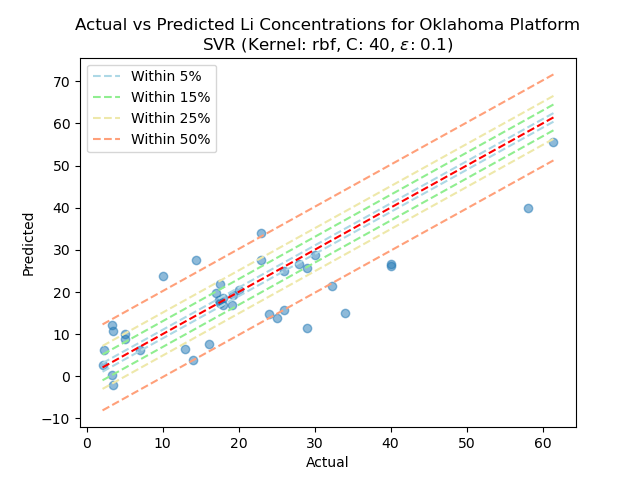 Actual vs Predicted Li Concentrations for Oklahoma Platform
SVR (Kernel: rbf, C: 40, ε: 0.1)
Within 5%
Within 15%
Within 25%
Within 50%
Predicted
70
60
50
40
30
20
10
0
−10
0 10 20 30 40 50 60
Actual